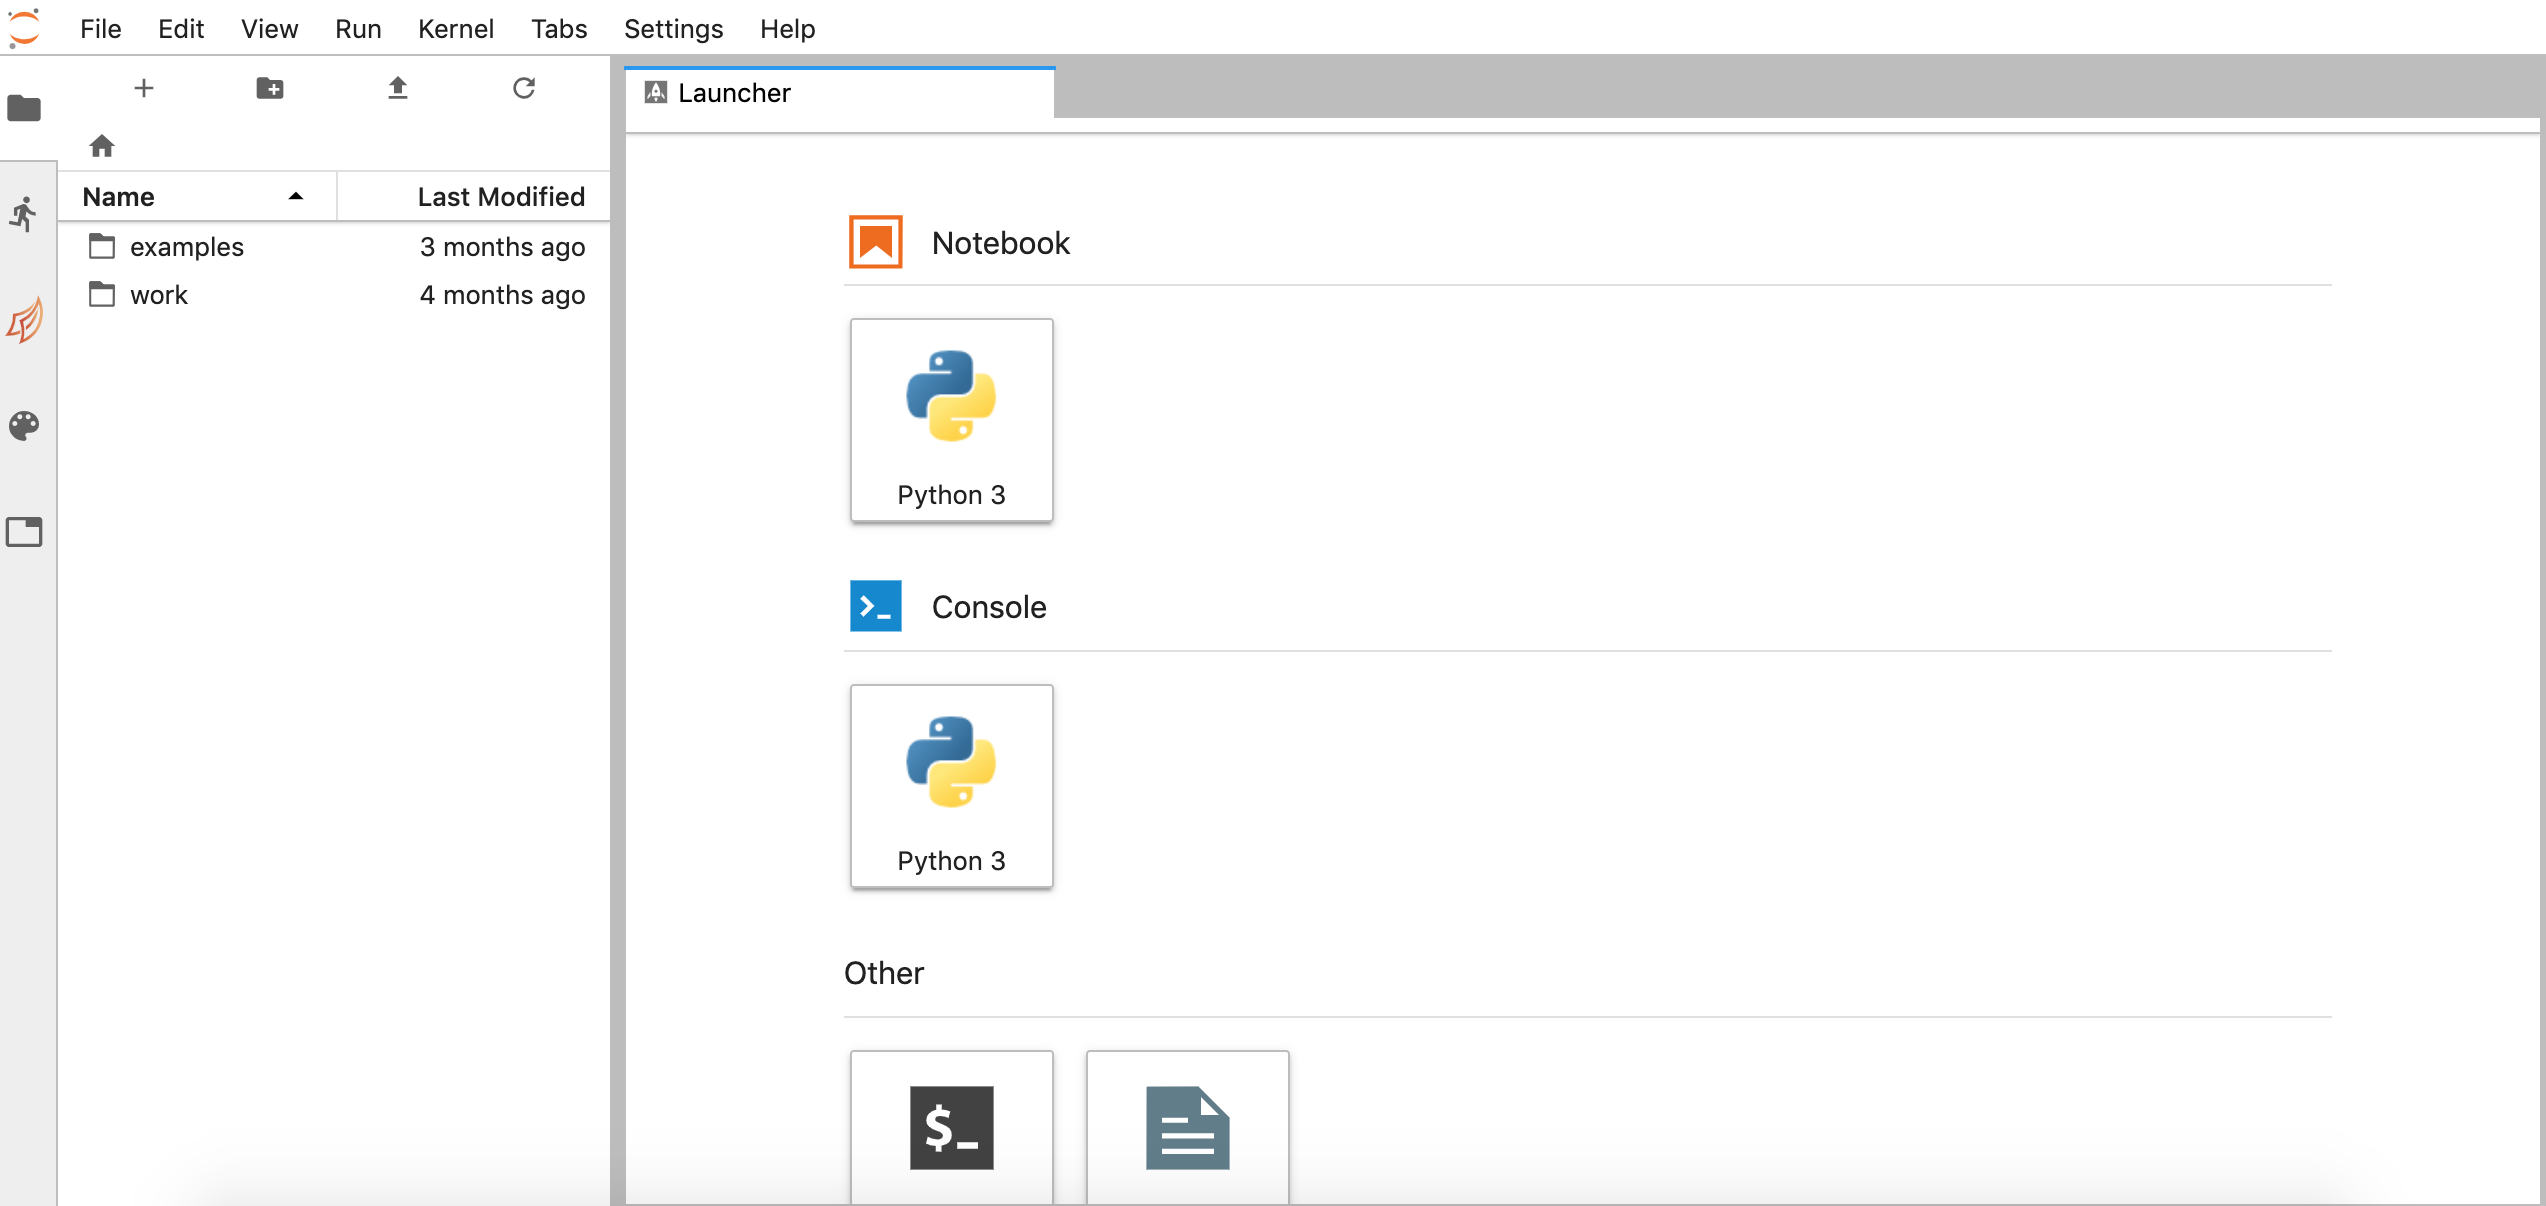 File Edit View Run Kernel Tabs Settings Help
Launcher
Name Last Modified
examples 3 months ago
work 4 months ago
Notebook
Python 3
Console
>_
Python 3
Other
$_